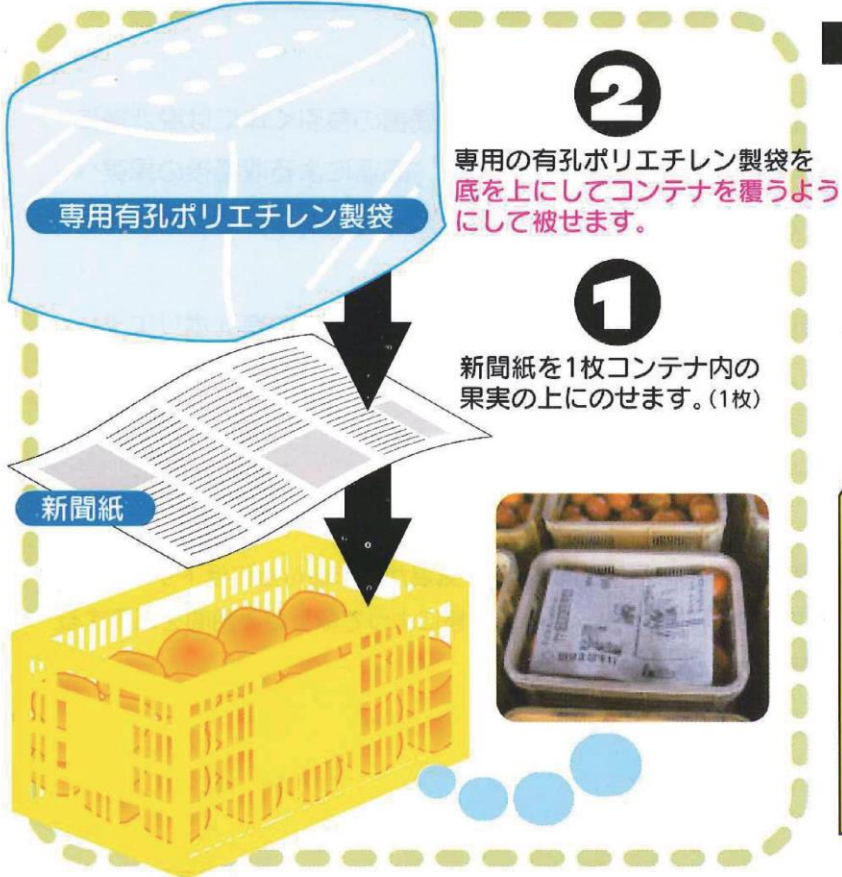 専用有孔ポリエチレン製袋
2
専用の有孔ポリエチレン製袋を
底を上にしてコンテナを覆うよう
にして被せます。
1
新聞紙を1枚コンテナ内の
果実の上にのせます。(1枚)
新聞紙